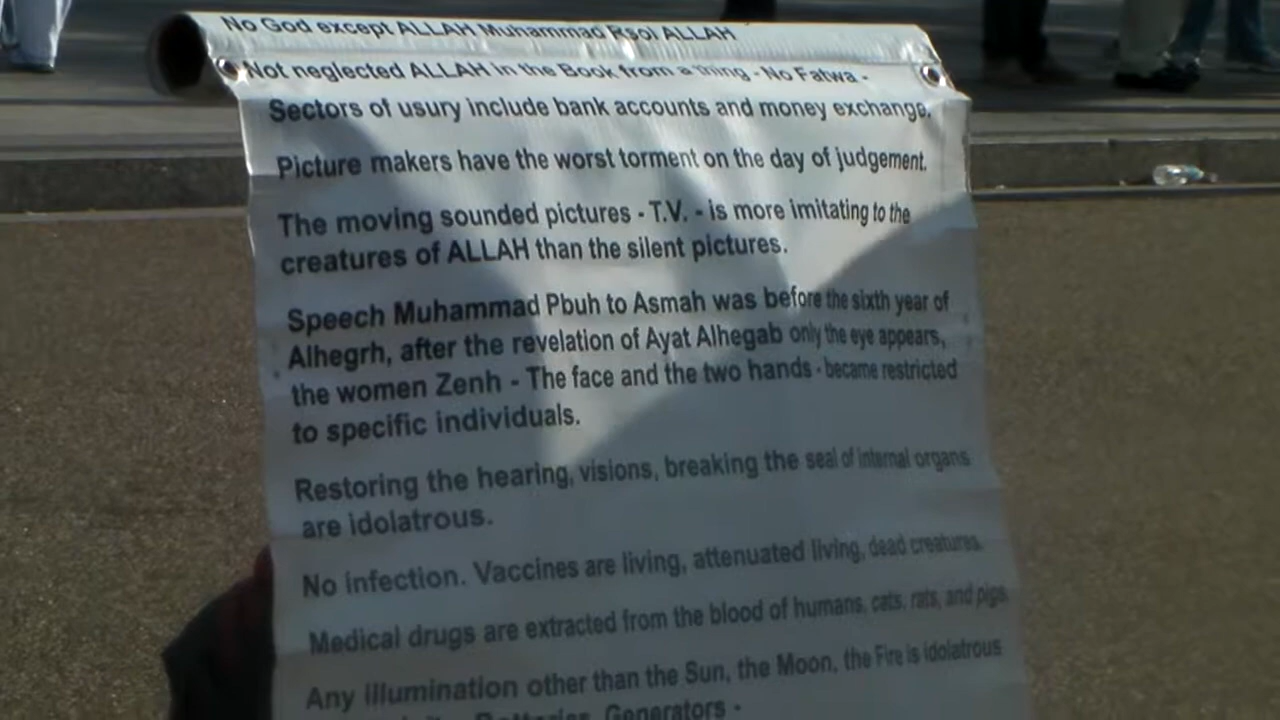 No God except ALLAH Muhammad Rsol ALLAH
Not neglected ALLAH in the Book from a thing - No Fatwa -
Sectors of usury include bank accounts and money exchange.
Picture makers have the worst torment on the day of judgement.
The moving sounded pictures - T.V. - is more imitating to the
creatures of ALLAH than the silent pictures.
Speech Muhammad Pbuh to Asmah was before the sixth year of
Alhegrh, after the revelation of Ayat Alhegab only the eye appears,
the women Zenh - The face and the two hands - became restricted
to specific individuals.
Restoring the hearing, visions, breaking the seal of internal organs
are idolatrous.
No infection. Vaccines are living, attenuated living, dead creatures.
Medical drugs are extracted from the blood of humans, cats, rats, and pigs.
Any illumination other than the Sun, the Moon, the Fire is idolatrous
Batteries, Generators -